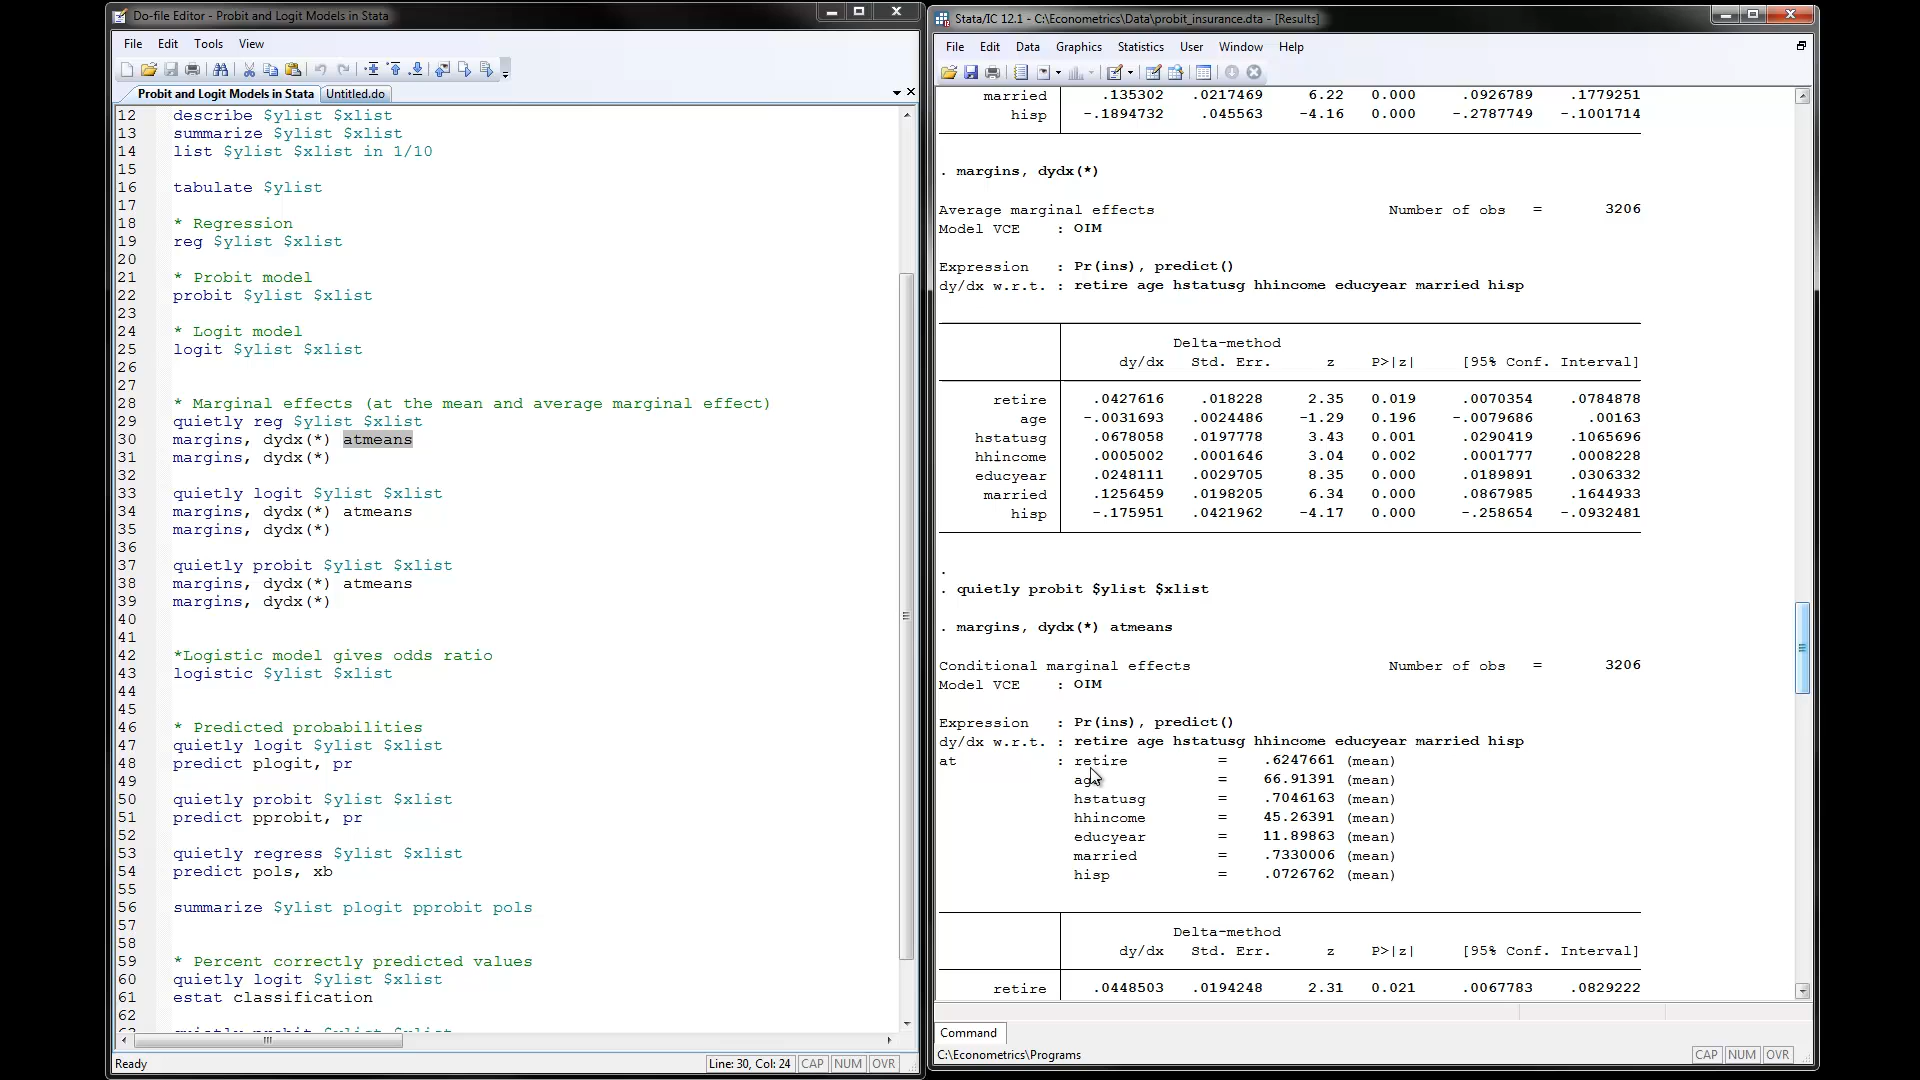 Do-file Editor - Probit and Logit Models in Stata
File Edit Tools View
Probit and Logit Models in Stata Untitled.do
12 describe $ylist $xlist
13 summarize $ylist $xlist
14 list $ylist $xlist in 1/10
15
16 tabulate $ylist
17
18 * Regression
19 reg $ylist $xlist
20
21 * Probit model
22 probit $ylist $xlist
23
24 * Logit model
25 logit $ylist $xlist
26
27
28 * Marginal effects (at the mean and average marginal effect)
29 quietly reg $ylist $xlist
30 margins, dydx(*) atmeans
31 margins, dydx(*)
32
33 quietly logit $ylist $xlist
34 margins, dydx(*) atmeans
35 margins, dydx(*)
36
37 quietly probit $ylist $xlist
38 margins, dydx(*) atmeans
39 margins, dydx(*)
40
41
42 *Logistic model gives odds ratio
43 logistic $ylist $xlist
44
45
46 * Predicted probabilities
47 quietly logit $ylist $xlist
48 predict plogit, pr
49
50 quietly probit $ylist $xlist
51 predict pprobit, pr
52
53 quietly regress $ylist $xlist
54 predict pols, xb
55
56 summarize $ylist plogit pprobit pols
57
58
59 * Percent correctly predicted values
60 quietly logit $ylist $xlist
61 estat classification
62
Ready Line: 30, Col: 24 CAP NUM OVR
Stata/IC 12.1 - C:\Econometrics\Data\probit_insurance.dta - [Results]
File Edit Data Graphics Statistics User Window Help
married .135302 .0217469 6.22 0.000 .0926789 .1779251
hisp -.1894732 .045563 -4.16 0.000 -.2787749 -.1001714
. margins, dydx(*)
Average marginal effects Number of obs = 3206
Model VCE : OIM
Expression : Pr(ins), predict()
dy/dx w.r.t. : retire age hstatusg hhincome educyear married hisp
Delta-method
dy/dx Std. Err. z P>|z| [95% Conf. Interval]
retire .0427616 .018228 2.35 0.019 .0070354 .0784878
age -.0031693 .0024486 -1.29 0.196 -.0079686 .00163
hstatusg .0678058 .0197778 3.43 0.001 .0290419 .1065696
hhincome .0005002 .0001646 3.04 0.002 .0001777 .0008228
educyear .0248111 .0029705 8.35 0.000 .0189891 .0306332
married .1256459 .0198205 6.34 0.000 .0867985 .1644933
hisp -.175951 .0421962 -4.17 0.000 -.258654 -.0932481
.
. quietly probit $ylist $xlist
. margins, dydx(*) atmeans
Conditional marginal effects Number of obs = 3206
Model VCE : OIM
Expression : Pr(ins), predict()
dy/dx w.r.t. : retire age hstatusg hhincome educyear married hisp
at : retire = .6247661 (mean)
age = 66.91391 (mean)
hstatusg = .7046163 (mean)
hhincome = 45.26391 (mean)
educyear = 11.89863 (mean)
married = .7330006 (mean)
hisp = .0726762 (mean)
Delta-method
dy/dx Std. Err. z P>|z| [95% Conf. Interval]
retire .0448503 .0194248 2.31 0.021 .0067783 .0829222
Command
C:\Econometrics\Programs CAP NUM OVR